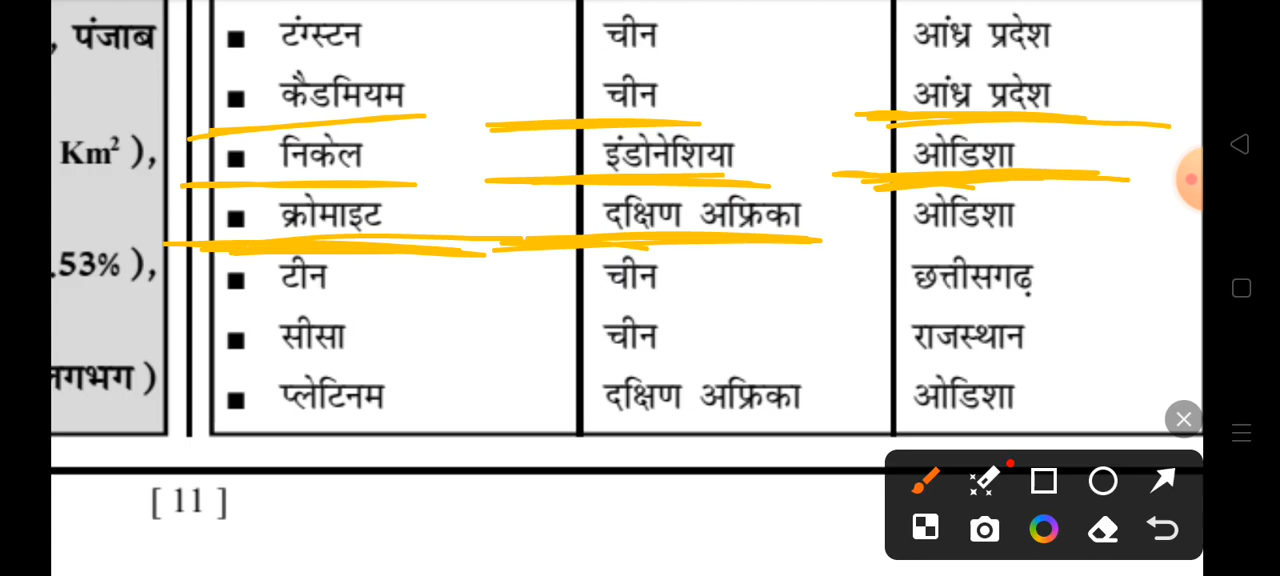 , पंजाब
Km² ),
.53% ),
लगभग )
■ टंग्स्टन चीन आंध्र प्रदेश
■ कैडमियम चीन आंध्र प्रदेश
■ निकेल इंडोनेशिया ओडिशा
■ क्रोमाइट दक्षिण अफ्रिका ओडिशा
■ टीन चीन छत्तीसगढ़
■ सीसा चीन राजस्थान
■ प्लेटिनम दक्षिण अफ्रिका ओडिशा
[ 11 ]